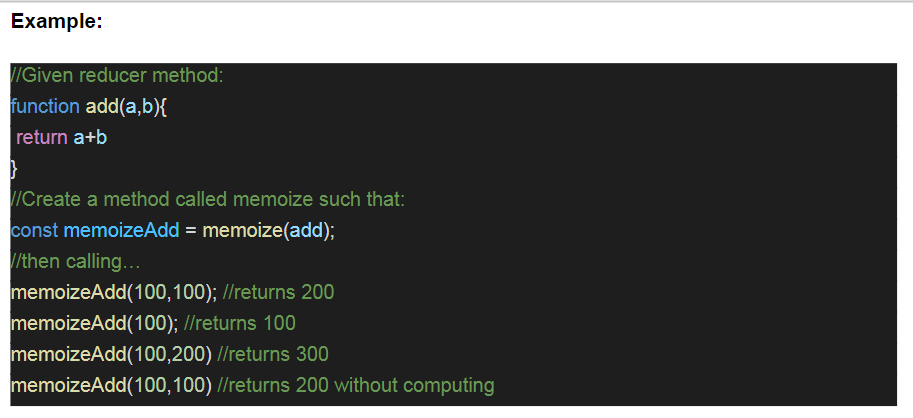 Example:
//Given reducer method:
function add(a,b){
return a+b
}
//Create a method called memoize such that:
const memoizeAdd = memoize(add);
//then calling…
memoizeAdd(100,100); //returns 200
memoizeAdd(100); //returns 100
memoizeAdd(100,200) //returns 300
memoizeAdd(100,100) //returns 200 without computing